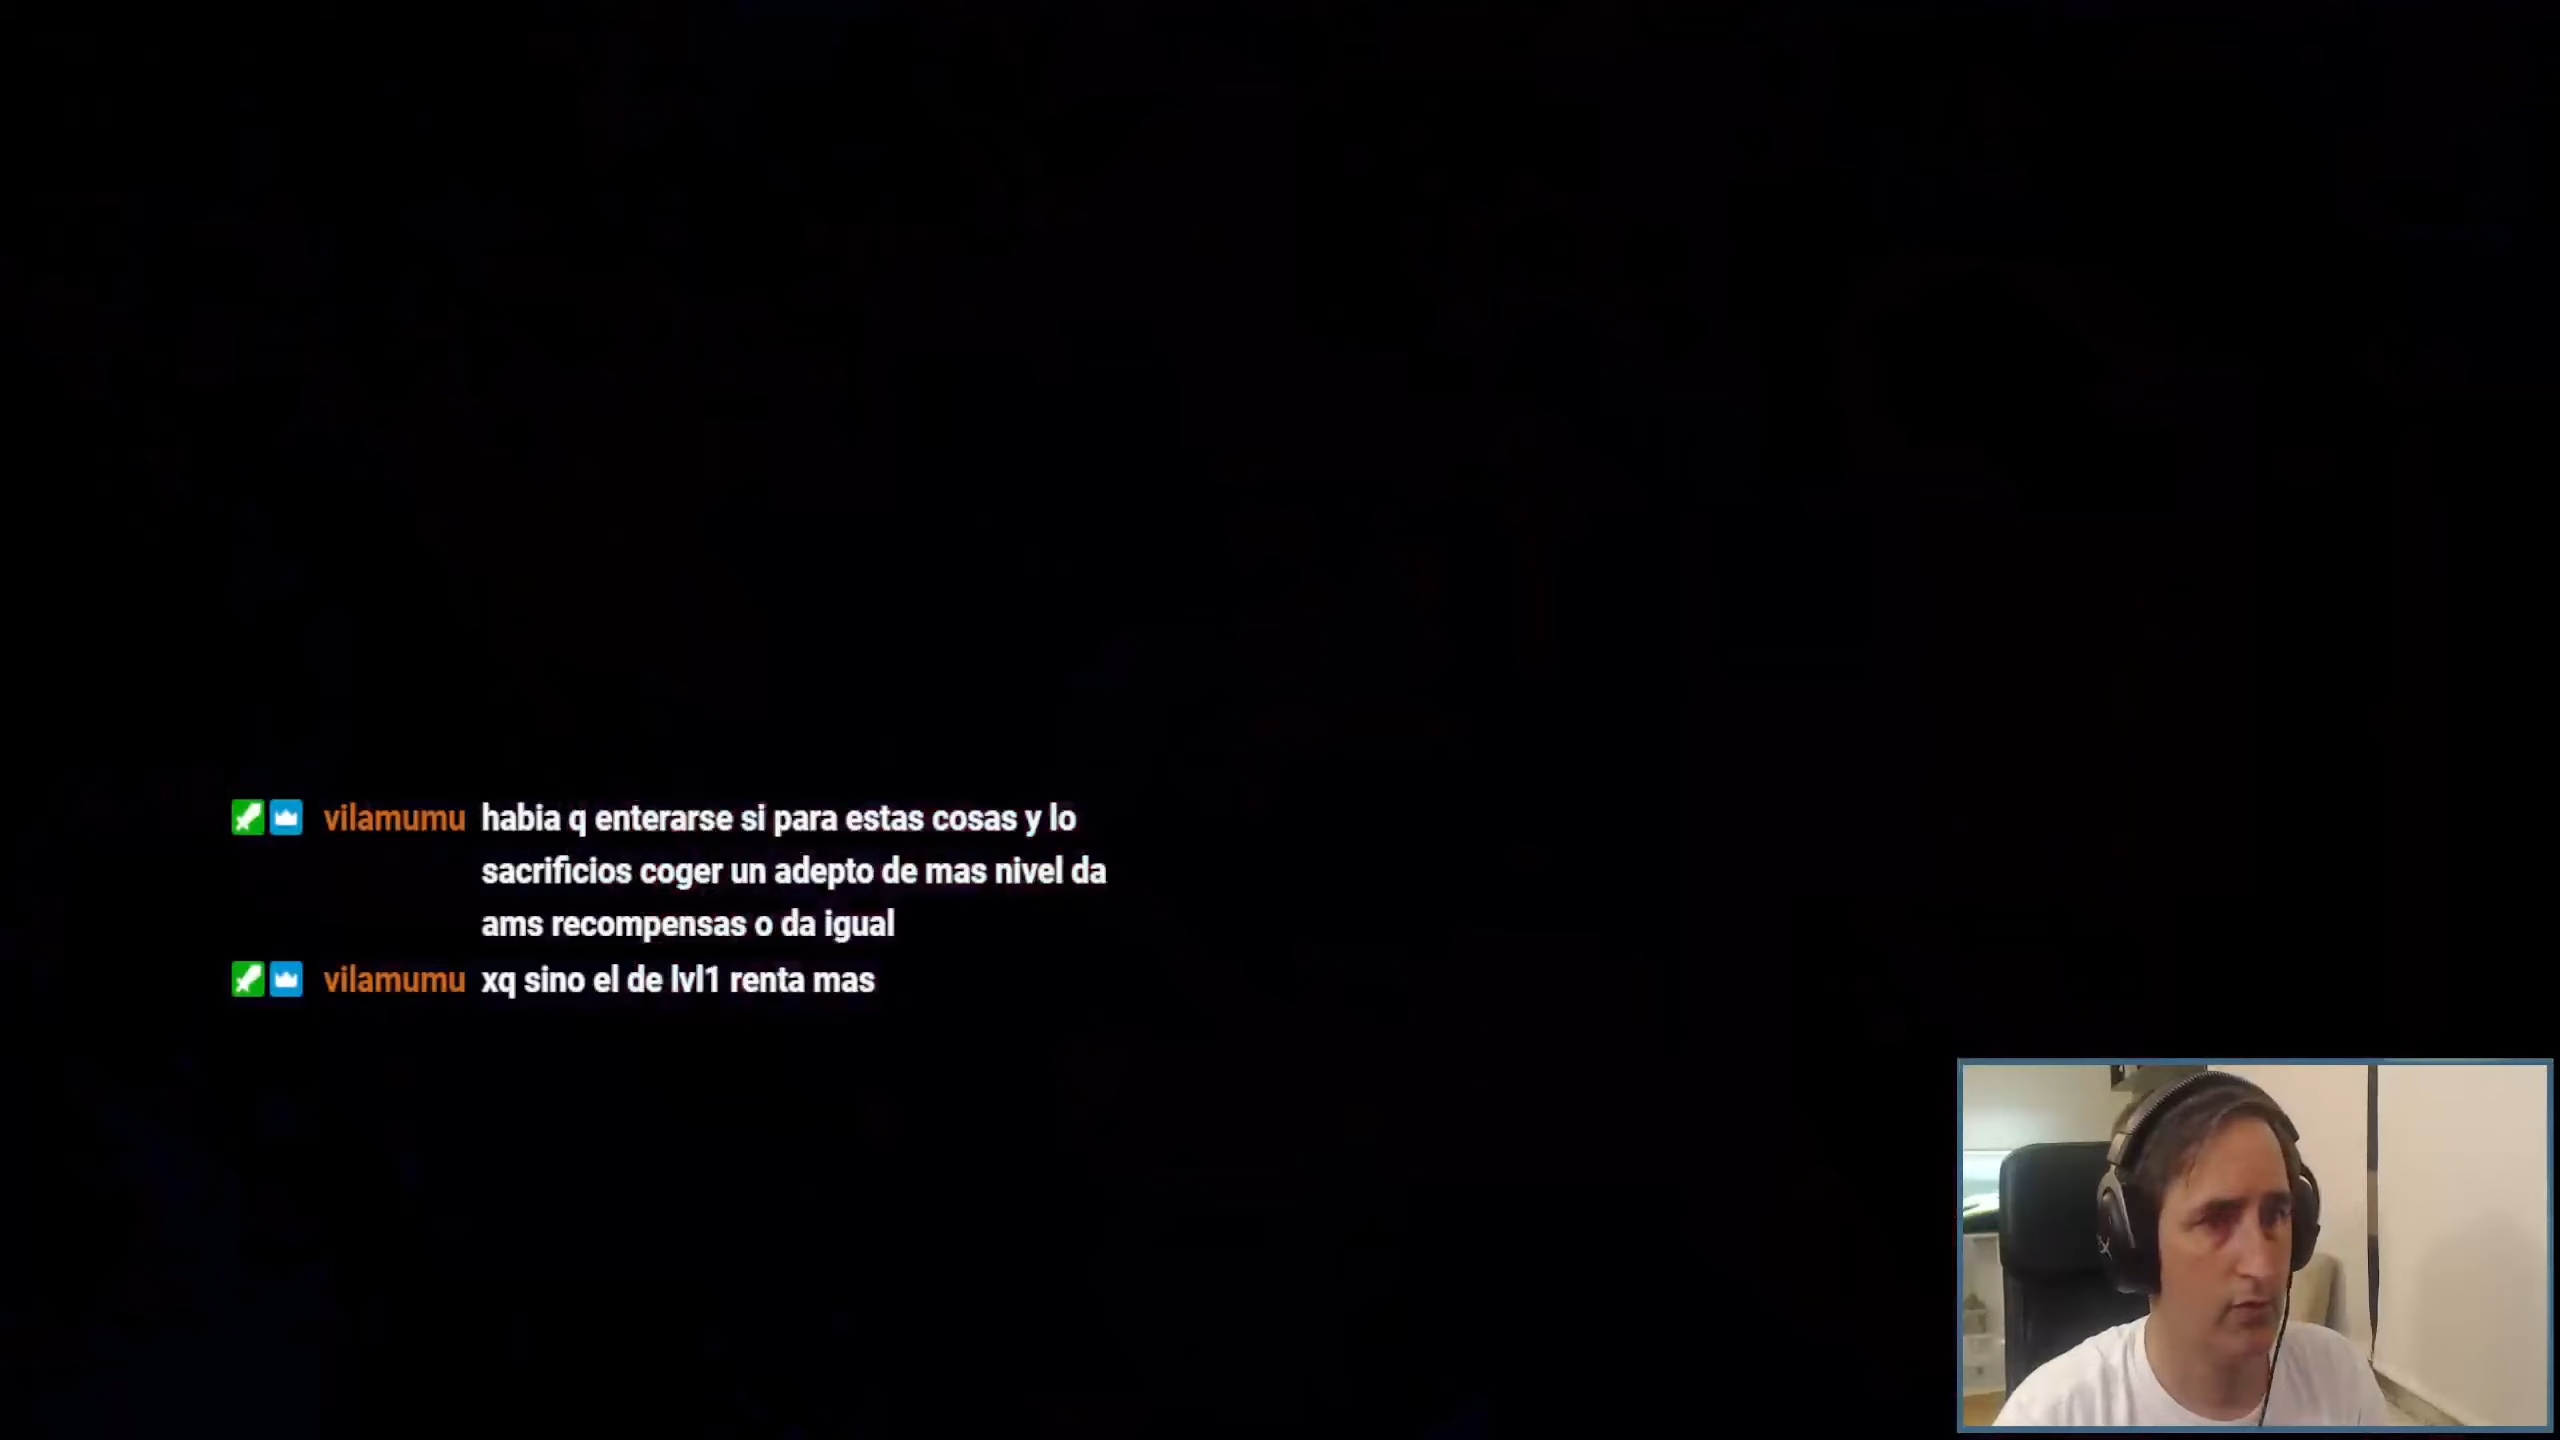 vilamumu habia q enterarse si para estas cosas y lo
sacrificios coger un adepto de mas nivel da
ams recompensas o da igual
vilamumu xq sino el de lvl1 renta mas